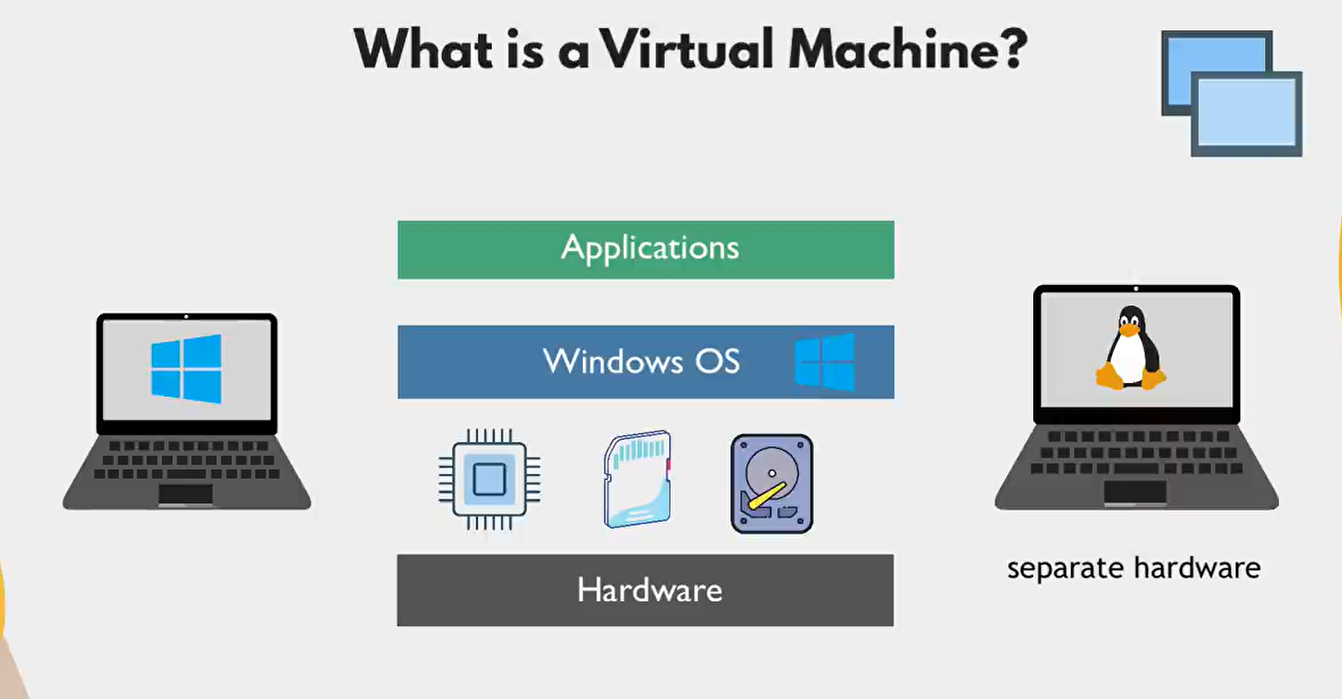 What is a Virtual Machine?
Applications
Windows OS
Hardware
separate hardware